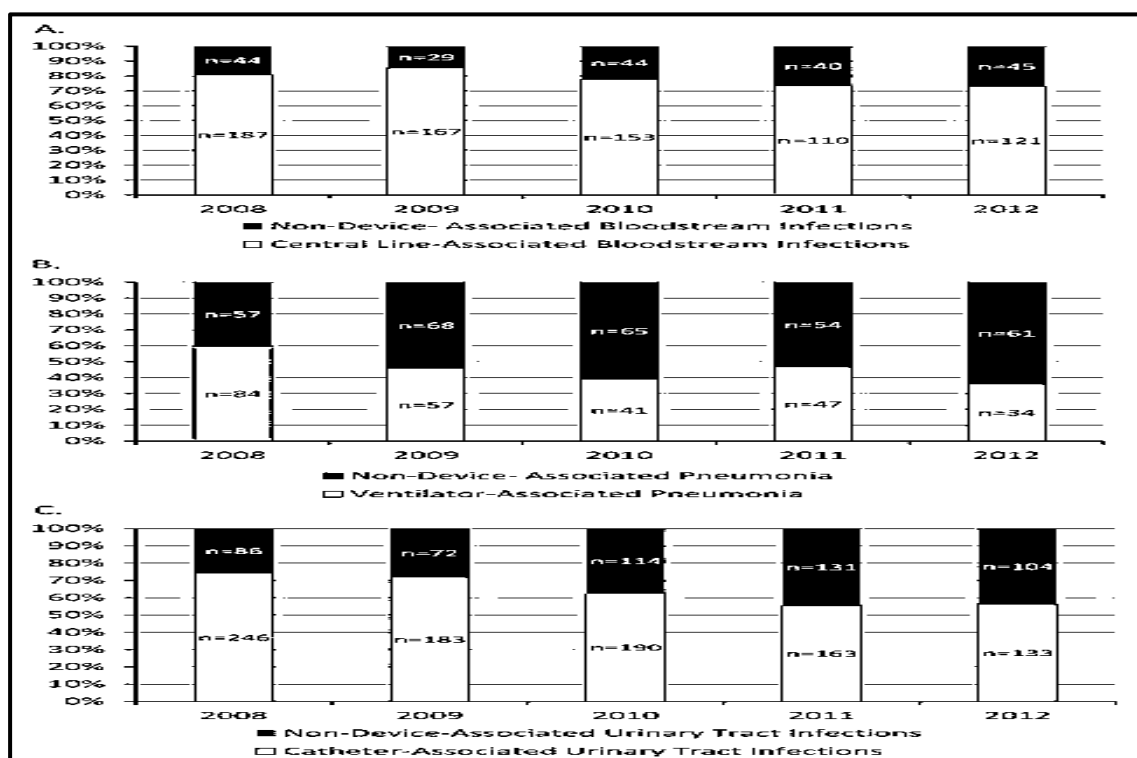 A.
100%
90%
80%
70%
60%
50%
40%
30%
20%
10%
0%
n=44 n=29 n=44 n=40 n=45
n=187 n=167 n=153 n=110 n=121
2008 2009 2010 2011 2012
Non-Device- Associated Bloodstream Infections
Central Line-Associated Bloodstream Infections
B.
100%
90%
80%
70%
60%
50%
40%
30%
20%
10%
0%
n=57 n=68 n=65 n=54 n=61
n=84 n=57 n=41 n=47 n=34
2008 2009 2010 2011 2012
Non-Device- Associated Pneumonia
Ventilator-Associated Pneumonia
C.
100%
90%
80%
70%
60%
50%
40%
30%
20%
10%
0%
n=86 n=72 n=114 n=131 n=104
n=246 n=183 n=190 n=163 n=133
2008 2009 2010 2011 2012
Non-Device-Associated Urinary Tract Infections
Catheter-Associated Urinary Tract Infections